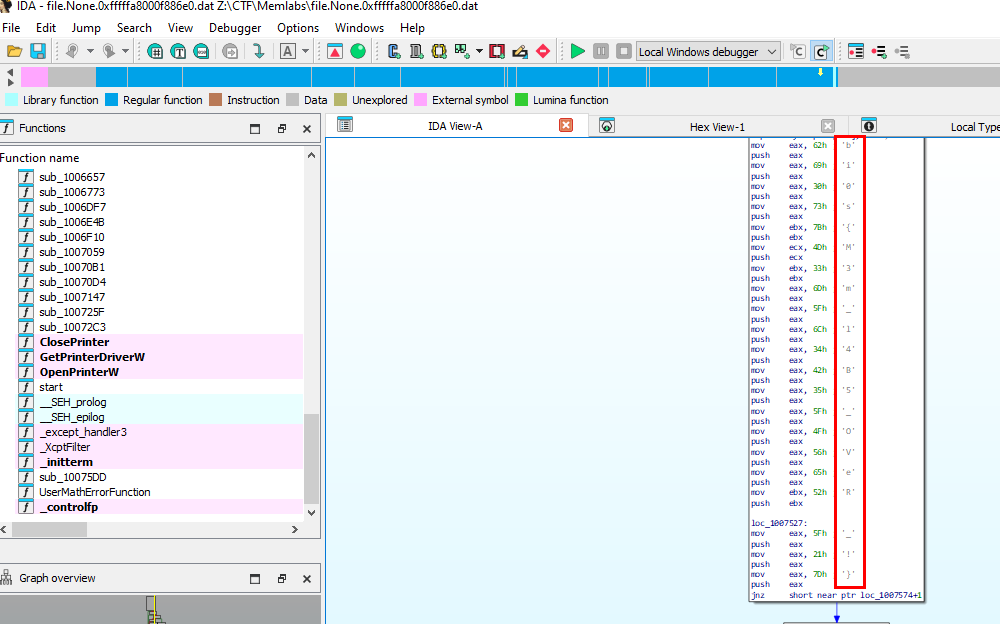 IDA - file.None.0xfffffa8000f886e0.dat Z:\CTF\Memlabs\file.None.0xfffffa8000f886e0.dat
File Edit Jump Search View Debugger Options Windows Help
Local Windows debugger
Library function Regular function Instruction Data Unexplored External symbol Lumina function
Functions
IDA View-A
Hex View-1
Local Type
Function name
sub_1006657
sub_1006773
sub_1006DF7
sub_1006E4B
sub_1006F10
sub_1007059
sub_10070B1
sub_10070D4
sub_1007147
sub_100725F
sub_10072C3
ClosePrinter
GetPrinterDriverW
OpenPrinterW
start
__SEH_prolog
__SEH_epilog
_except_handler3
_XcptFilter
_initterm
sub_10075DD
UserMathErrorFunction
_controlfp
Graph overview
mov eax, 62h 'b'
push eax
mov eax, 69h 'i'
push eax
mov eax, 30h '0'
push eax
mov eax, 73h 's'
push eax
mov ebx, 7Bh '{'
push ebx
mov ecx, 4Dh 'M'
push ecx
mov ebx, 33h '3'
push ebx
mov eax, 6Dh 'm'
push eax
mov eax, 5Fh '_'
push eax
mov eax, 6Ch 'l'
push eax
mov eax, 34h '4'
push eax
mov eax, 42h 'B'
push eax
mov eax, 35h '5'
push eax
mov eax, 5Fh '_'
push eax
mov eax, 4Fh 'O'
push eax
mov eax, 56h 'V'
push eax
mov eax, 65h 'e'
push eax
mov ebx, 52h 'R'
push ebx
loc_1007527:
mov eax, 5Fh '_'
push eax
mov eax, 21h '!'
push eax
mov eax, 7Dh '}'
push eax
jnz short near ptr loc_1007574+1